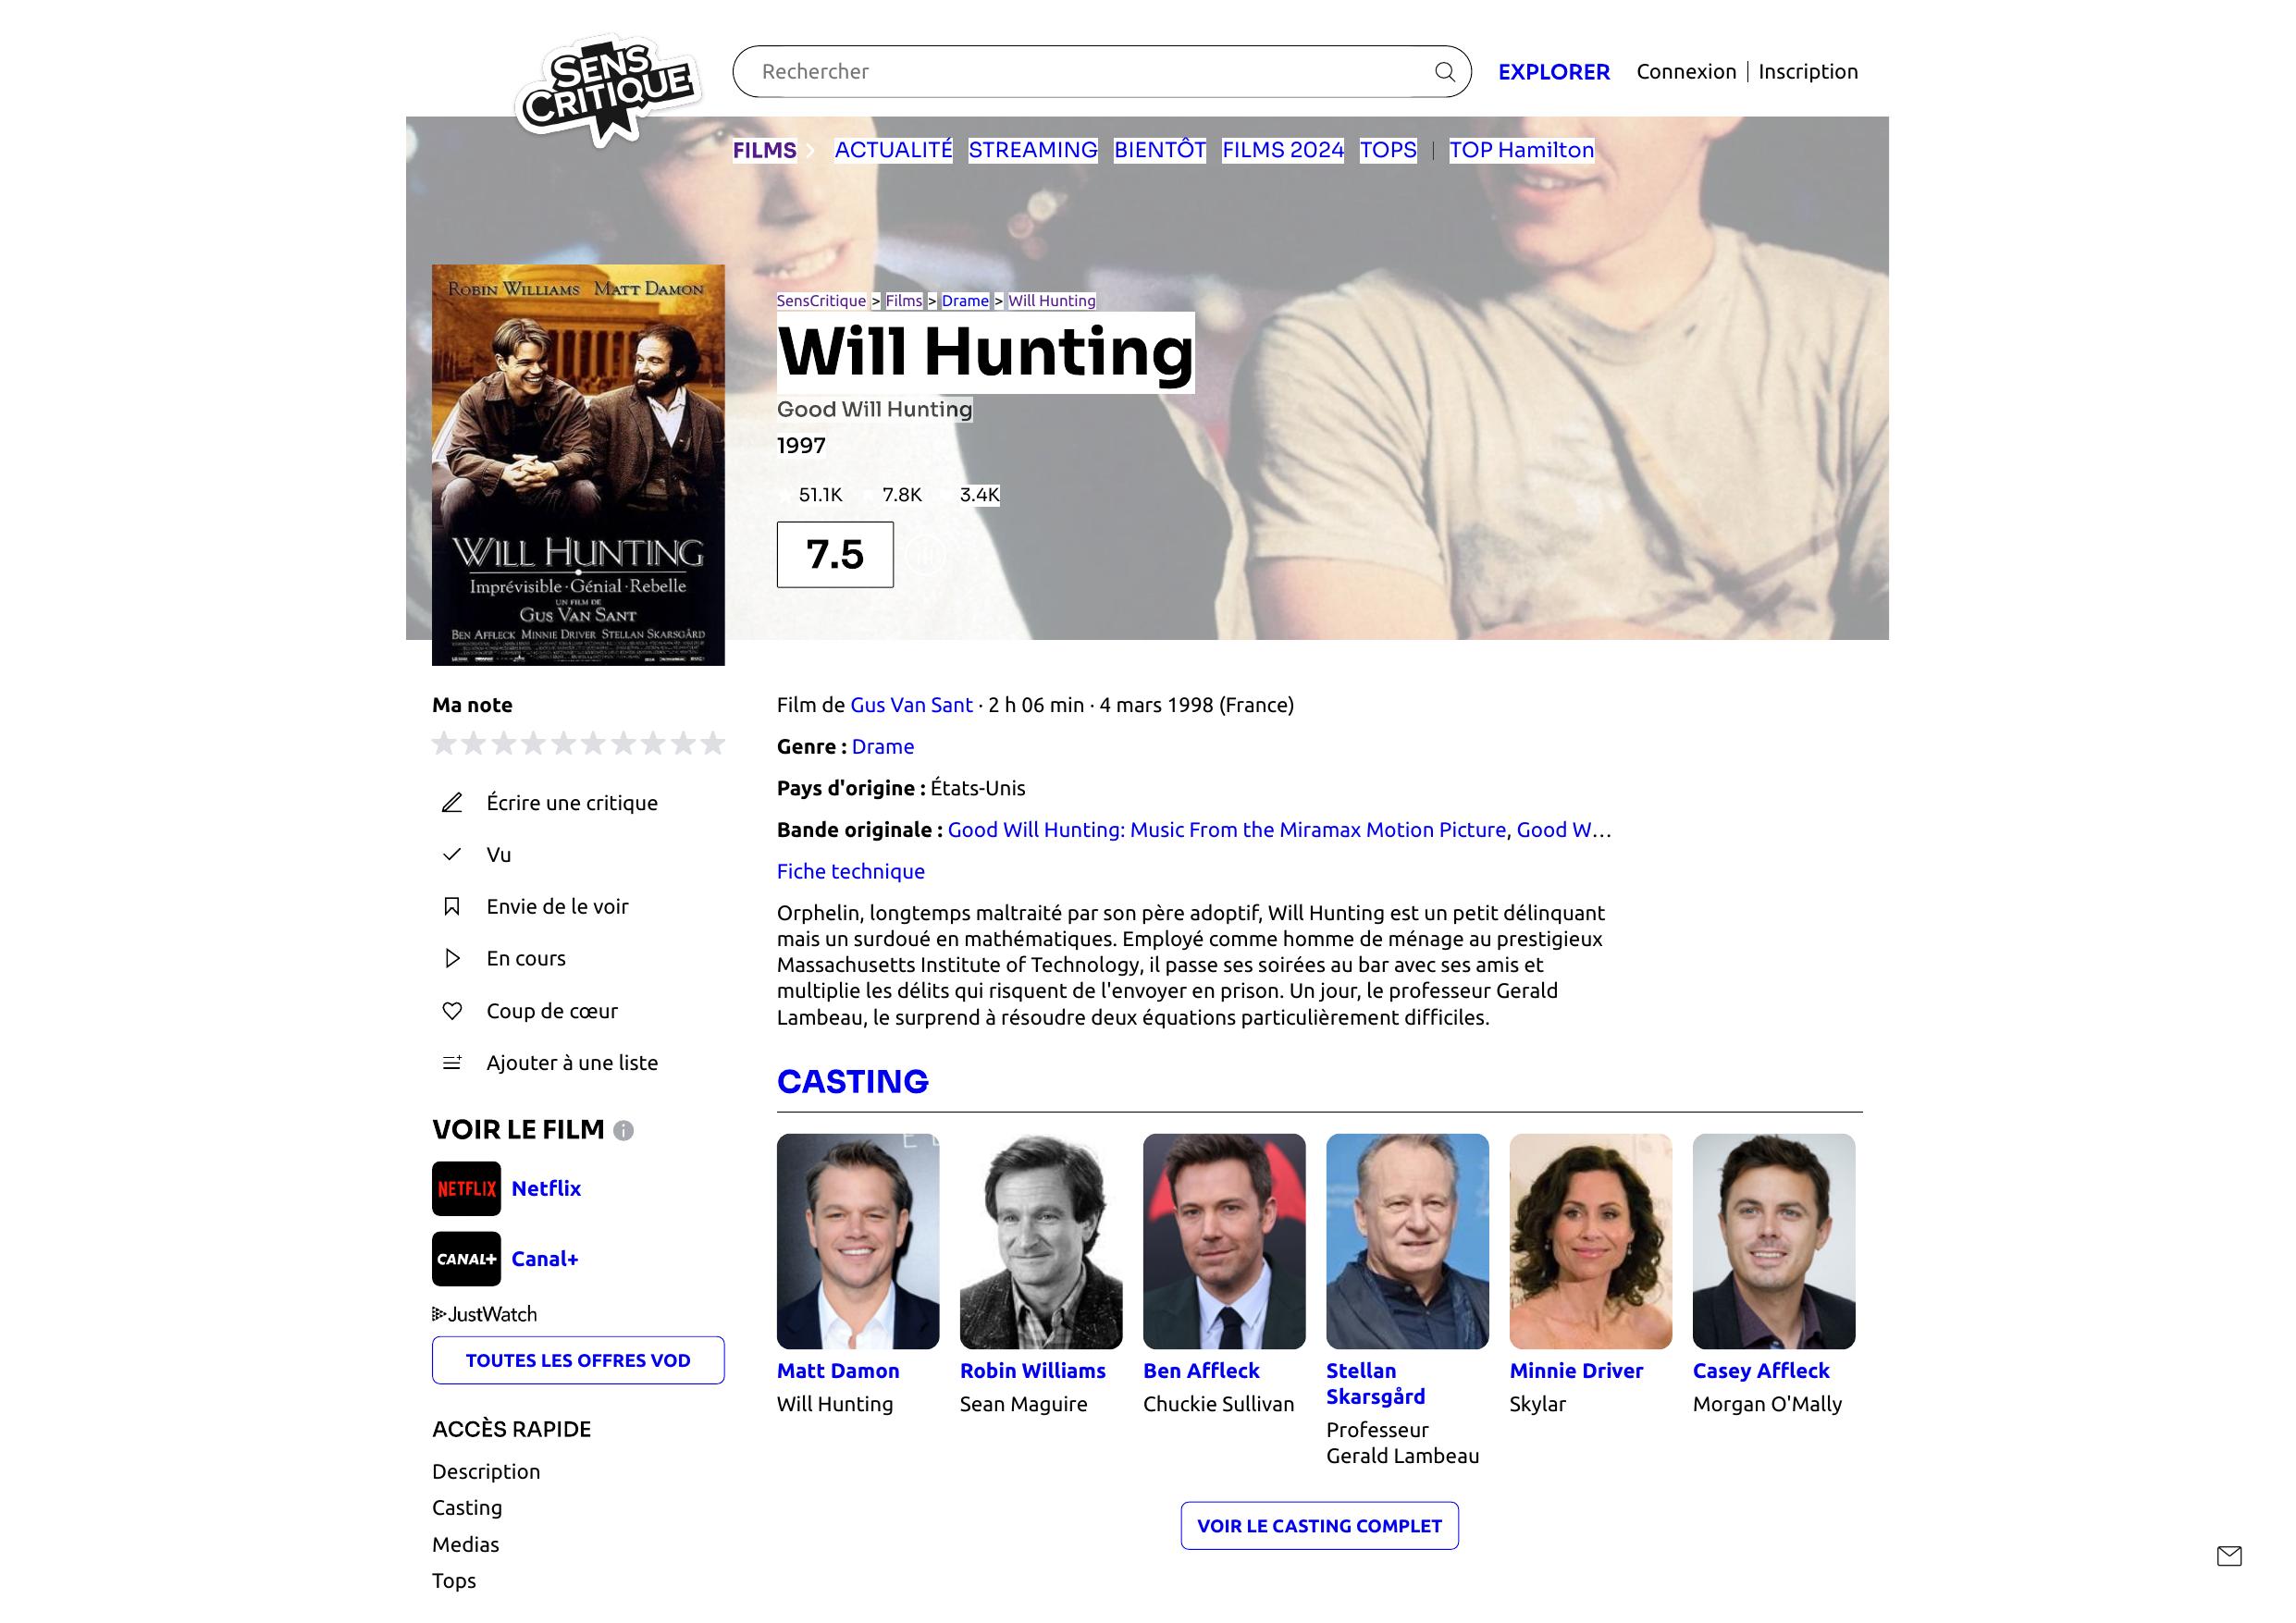 SENS
CRITIQUE
Rechercher
EXPLORER
Connexion | Inscription
FILMS > ACTUALITÉ STREAMING BIENTÔT FILMS 2024 TOPS | TOP Hamilton
ROBIN WILLIAMS MATT DAMON
WILL HUNTING
Imprévisible · Génial · Rebelle
UN FILM DE
GUS VAN SANT
BEN AFFLECK MINNIE DRIVER STELLAN SKARSGÅRD
SensCritique > Films > Drame > Will Hunting
Will Hunting
Good Will Hunting
1997
51.1K 7.8K 3.4K
7.5
Ma note
Écrire une critique
Vu
Envie de le voir
En cours
Coup de cœur
Ajouter à une liste
VOIR LE FILM
NETFLIX Netflix
CANAL+ Canal+
JustWatch
TOUTES LES OFFRES VOD
ACCÈS RAPIDE
Description
Casting
Medias
Tops
Film de Gus Van Sant · 2 h 06 min · 4 mars 1998 (France)
Genre : Drame
Pays d'origine : États-Unis
Bande originale : Good Will Hunting: Music From the Miramax Motion Picture, Good W...
Fiche technique
Orphelin, longtemps maltraité par son père adoptif, Will Hunting est un petit délinquant
mais un surdoué en mathématiques. Employé comme homme de ménage au prestigieux
Massachusetts Institute of Technology, il passe ses soirées au bar avec ses amis et
multiplie les délits qui risquent de l'envoyer en prison. Un jour, le professeur Gerald
Lambeau, le surprend à résoudre deux équations particulièrement difficiles.
CASTING
Matt Damon
Will Hunting
Robin Williams
Sean Maguire
Ben Affleck
Chuckie Sullivan
Stellan
Skarsgård
Professeur
Gerald Lambeau
Minnie Driver
Skylar
Casey Affleck
Morgan O'Mally
VOIR LE CASTING COMPLET